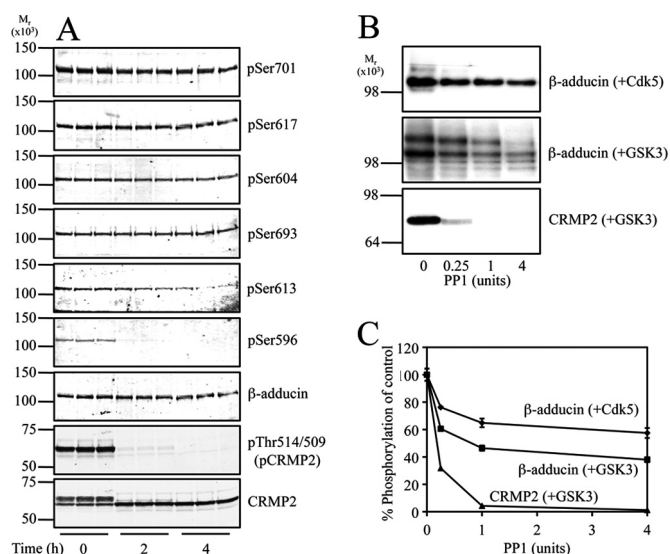 A
Mr
(x10³)
150
100
pSer701
150
100
pSer617
150
100
pSer604
150
100
pSer693
150
100
pSer613
150
100
pSer596
150
100
β-adducin
75
50
pThr514/509
(pCRMP2)
75
50
CRMP2
Time (h) 0 2 4
B
Mr
(x10³)
98
β-adducin (+Cdk5)
98
β-adducin (+GSK3)
98
64
CRMP2 (+GSK3)
0 0.25 1 4
PP1 (units)
C
% Phosphorylation of control
120
100
80
60
40
20
0
β-adducin (+Cdk5)
β-adducin (+GSK3)
CRMP2 (+GSK3)
0 1 2 3 4
PP1 (units)